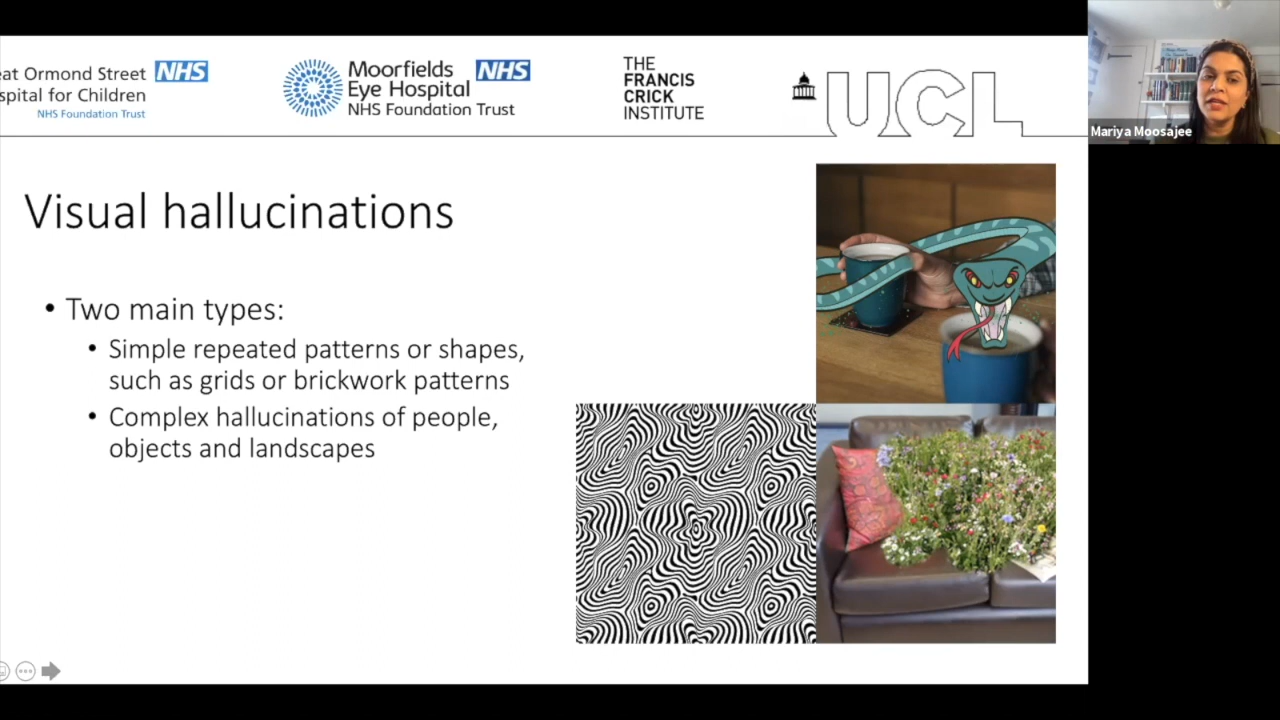 eat Ormond Street NHS
spital for Children
NHS Foundation Trust
Moorfields NHS
Eye Hospital
NHS Foundation Trust
THE
FRANCIS
CRICK
INSTITUTE
UCL
Mariya Moosajee
Visual hallucinations
• Two main types:
• Simple repeated patterns or shapes,
such as grids or brickwork patterns
• Complex hallucinations of people,
objects and landscapes